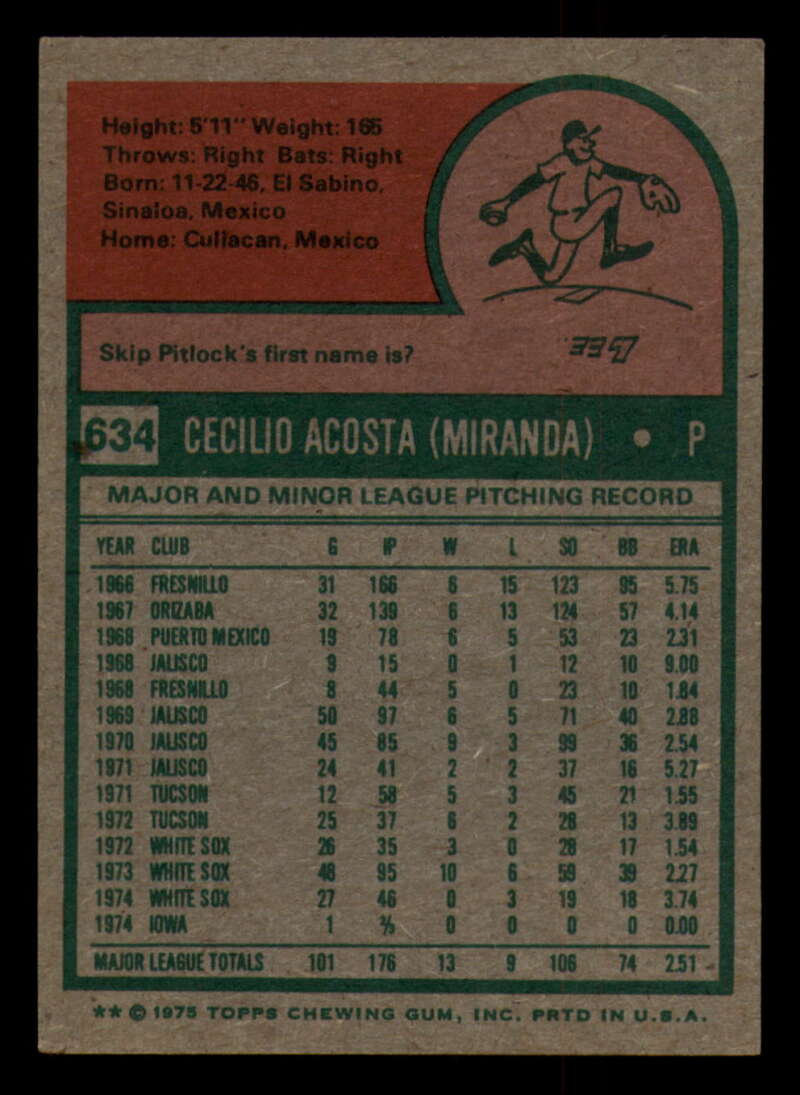 Height: 5'11" Weight: 165
Throws: Right Bats: Right
Born: 11-22-46, El Sabino,
Sinaloa, Mexico
Home: Culiacan, Mexico
Skip Pitlock's first name is? Lee.
634 CECILIO ACOSTA (MIRANDA) • P
MAJOR AND MINOR LEAGUE PITCHING RECORD
YEAR CLUB G IP W L SO BB ERA
1966 FRESNILLO 31 166 6 15 123 95 5.75
1967 ORIZABA 32 139 6 13 124 57 4.14
1968 PUERTO MEXICO 19 78 6 5 53 23 2.31
1968 JALISCO 9 15 0 1 12 10 9.00
1968 FRESNILLO 8 44 5 0 23 10 1.84
1969 JALISCO 50 97 6 5 71 40 2.88
1970 JALISCO 45 85 9 3 99 36 2.54
1971 JALISCO 24 41 2 2 37 16 5.27
1971 TUCSON 12 58 5 3 45 21 1.55
1972 TUCSON 25 37 6 2 28 13 3.89
1972 WHITE SOX 26 35 3 0 28 17 1.54
1973 WHITE SOX 48 95 10 6 59 39 2.27
1974 WHITE SOX 27 46 0 3 19 18 3.74
1974 IOWA 1 ⅔ 0 0 0 0 0.00
MAJOR LEAGUE TOTALS 101 176 13 9 106 74 2.51
** © 1975 TOPPS CHEWING GUM, INC. PRTD IN U.S.A.